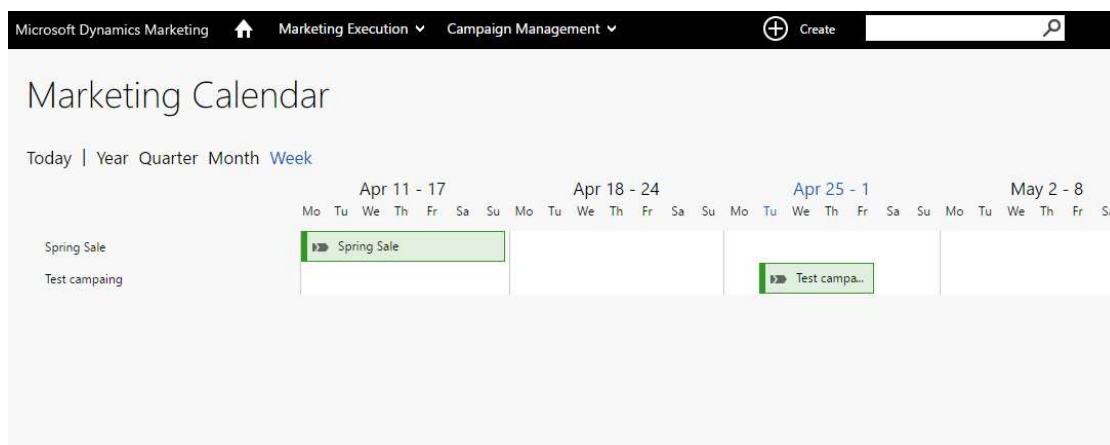 Microsoft Dynamics Marketing Marketing Execution Campaign Management Create
Marketing Calendar
Today | Year Quarter Month Week
Apr 11 - 17 Apr 18 - 24 Apr 25 - 1 May 2 - 8
Mo Tu We Th Fr Sa Su Mo Tu We Th Fr Sa Su Mo Tu We Th Fr Sa Su Mo Tu We Th Fr S
Spring Sale Spring Sale
Test campaing Test campa...